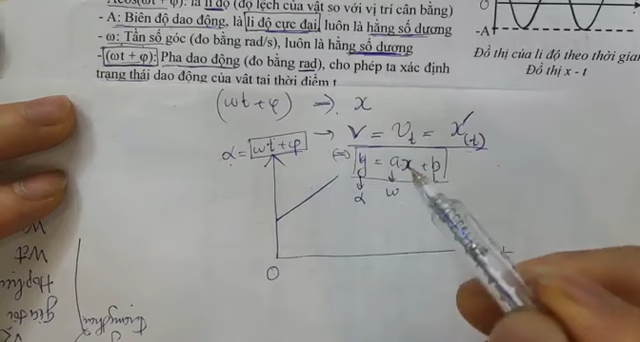 Acos(ωt + φ): là li độ (độ lệch của vật so với vị trí cân bằng)
- A: Biên độ dao động, là li độ cực đại, luôn là hằng số dương
- ω: Tần số góc (đo bằng rad/s), luôn là hằng số dương
- (ωt + φ): Pha dao động (đo bằng rad), cho phép ta xác định
trạng thái dao động của vật tại thời điểm t
O
-A
Đồ thị của li độ theo thời gian
Đồ thị x - t
(ωt + φ) => x
α = ωt + φ → v = v_t = x'(t)
(=) y = ax + b
α ω
O t